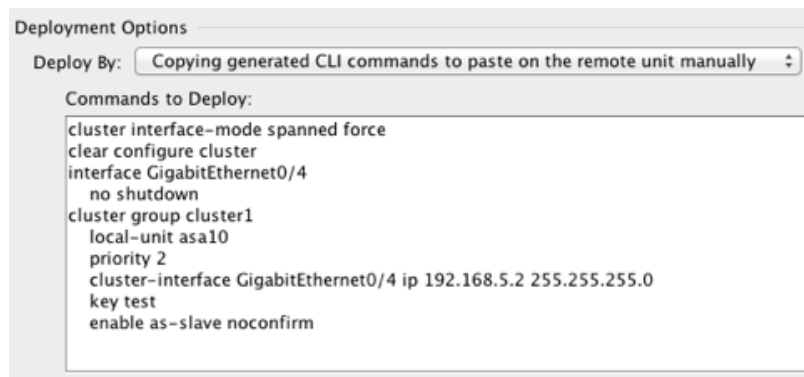 Deployment Options
Deploy By: Copying generated CLI commands to paste on the remote unit manually
Commands to Deploy:
cluster interface-mode spanned force
clear configure cluster
interface GigabitEthernet0/4
no shutdown
cluster group cluster1
local-unit asa10
priority 2
cluster-interface GigabitEthernet0/4 ip 192.168.5.2 255.255.255.0
key test
enable as-slave noconfirm